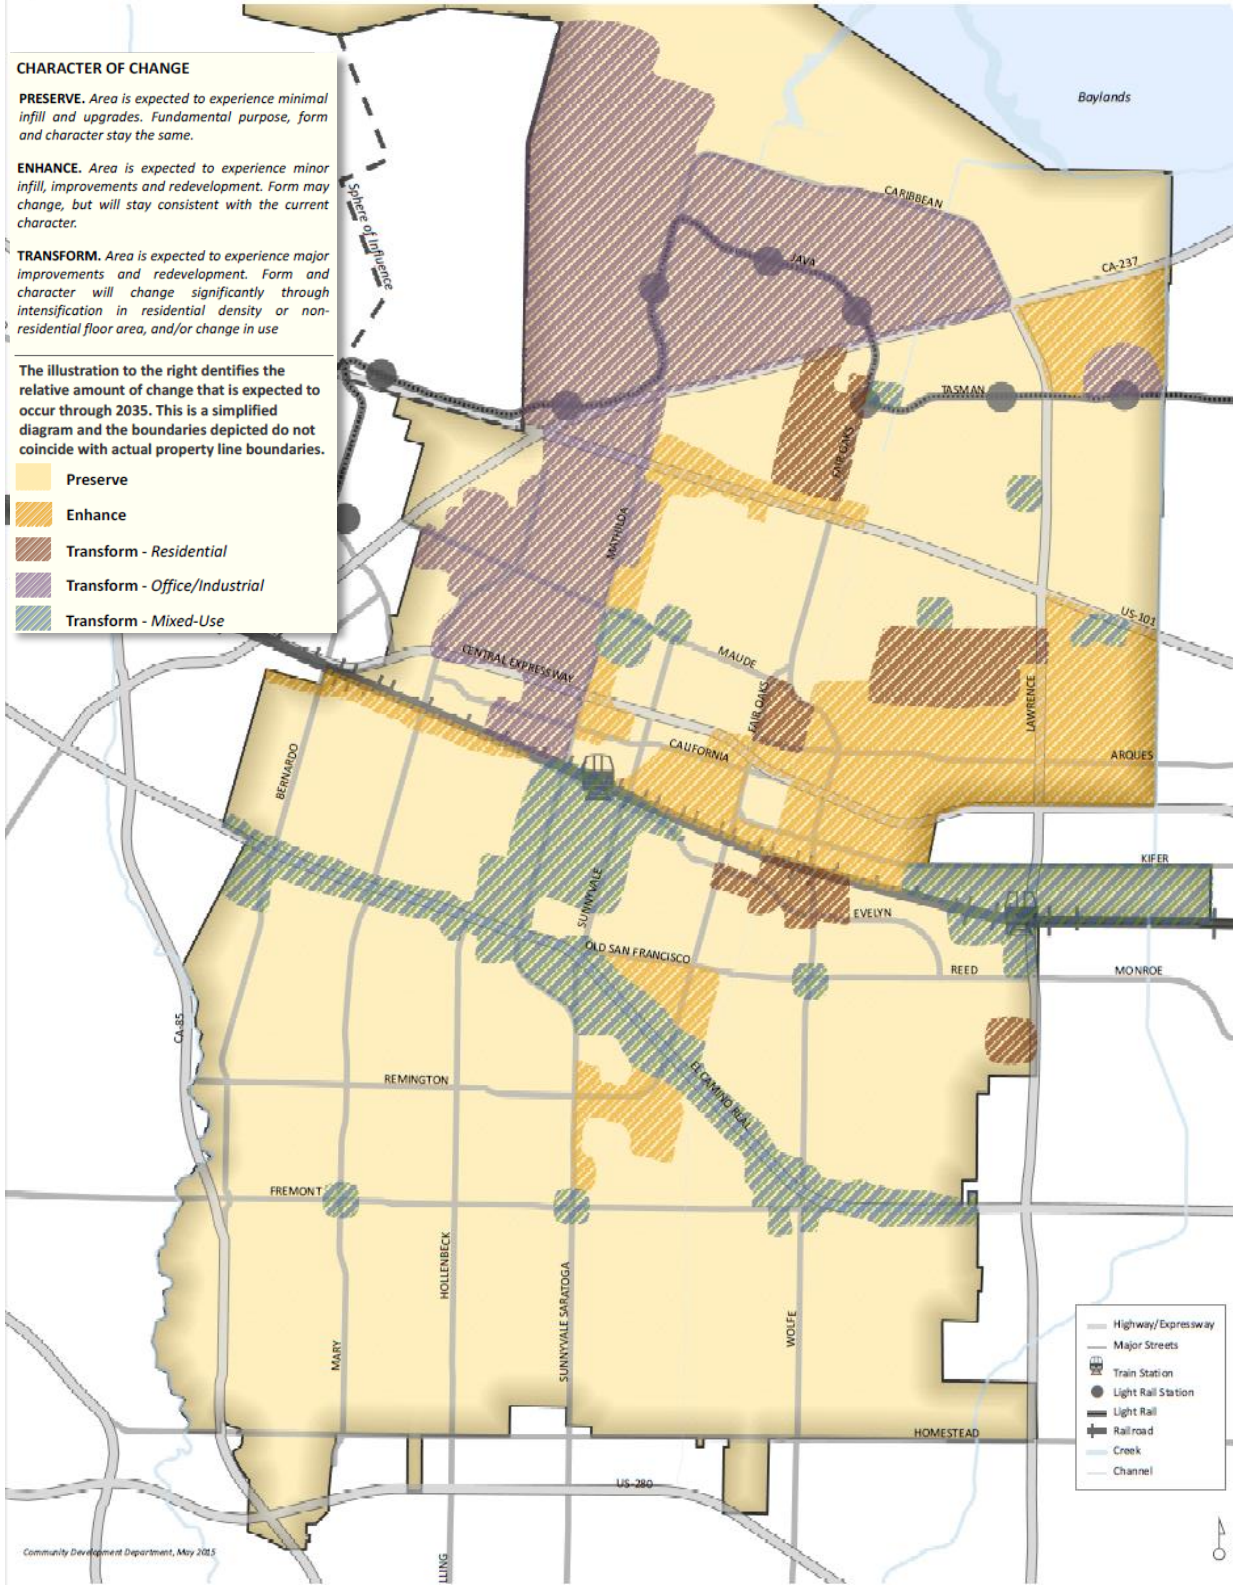 CHARACTER OF CHANGE
PRESERVE. Area is expected to experience minimal
infill and upgrades. Fundamental purpose, form
and character stay the same.
ENHANCE. Area is expected to experience minor
infill, improvements and redevelopment. Form may
change, but will stay consistent with the current
character.
TRANSFORM. Area is expected to experience major
improvements and redevelopment. Form and
character will change significantly through
intensification in residential density or non-
residential floor area, and/or change in use
The illustration to the right dentifies the
relative amount of change that is expected to
occur through 2035. This is a simplified
diagram and the boundaries depicted do not
coincide with actual property line boundaries.
Preserve
Enhance
Transform - Residential
Transform - Office/Industrial
Transform - Mixed-Use
Sphere of Influence
Baylands
CARIBBEAN
CA-237
JAVA
TASMAN
FAIR OAKS
MATHILDA
US-101
MAUDE
CENTRAL EXPRESSWAY
FAIR OAKS
LAWRENCE
CALIFORNIA
ARQUES
BERNARDO
KIFER
SUNNYVALE
EVELYN
OLD SAN FRANCISCO
REED
MONROE
CA-85
REMINGTON
EL CAMINO REAL
FREMONT
HOLLENBECK
SUNNYVALE SARATOGA
WOLFE
MARY
HOMESTEAD
US-280
LLING
Highway/Expressway
Major Streets
Train Station
Light Rail Station
Light Rail
Railroad
Creek
Channel
Community Development Department, May 2015